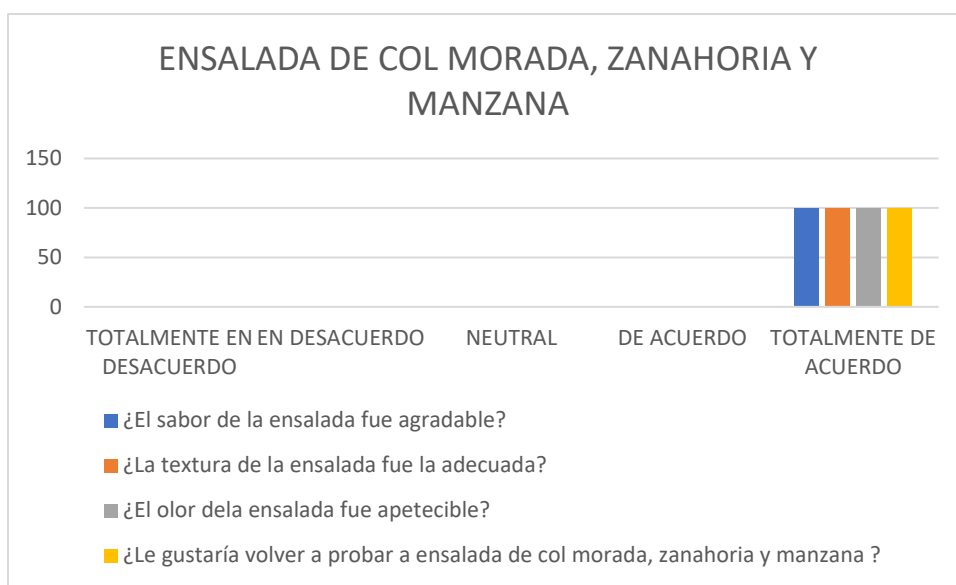 ENSALADA DE COL MORADA, ZANAHORIA Y
MANZANA
150
100
50
0
TOTALMENTE EN
DESACUERDO
EN DESACUERDO
NEUTRAL
DE ACUERDO
TOTALMENTE DE
ACUERDO
¿El sabor de la ensalada fue agradable?
¿La textura de la ensalada fue la adecuada?
¿El olor dela ensalada fue apetecible?
¿Le gustaría volver a probar a ensalada de col morada, zanahoria y manzana ?